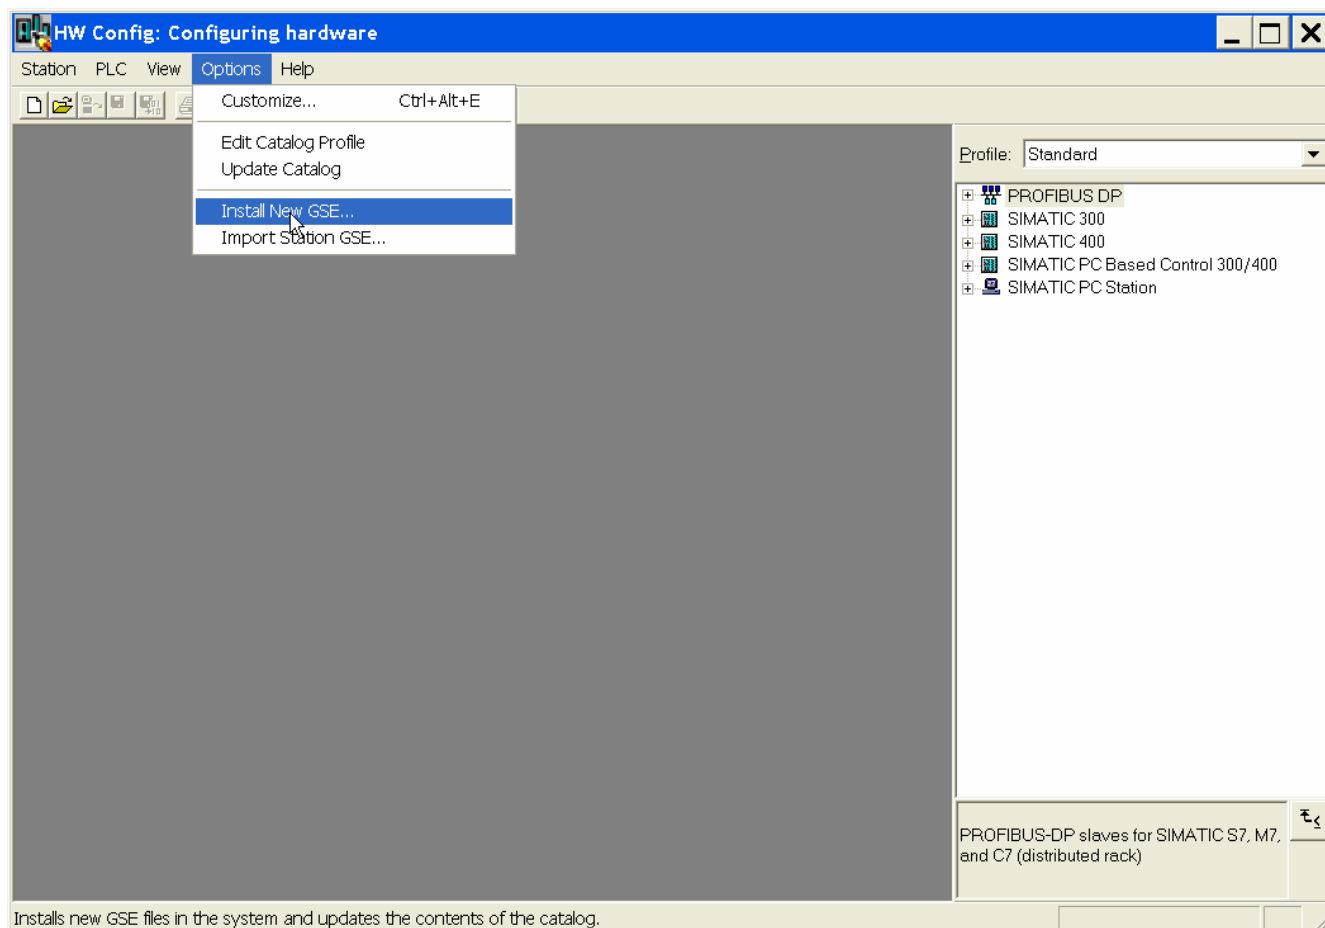 HW Config: Configuring hardware
Station PLC View Options Help
Customize... Ctrl+Alt+E
Edit Catalog Profile
Update Catalog
Install New GSE...
Import Station GSE...
Profile: Standard
PROFIBUS DP
SIMATIC 300
SIMATIC 400
SIMATIC PC Based Control 300/400
SIMATIC PC Station
PROFIBUS-DP slaves for SIMATIC S7, M7,
and C7 (distributed rack)
Installs new GSE files in the system and updates the contents of the catalog.